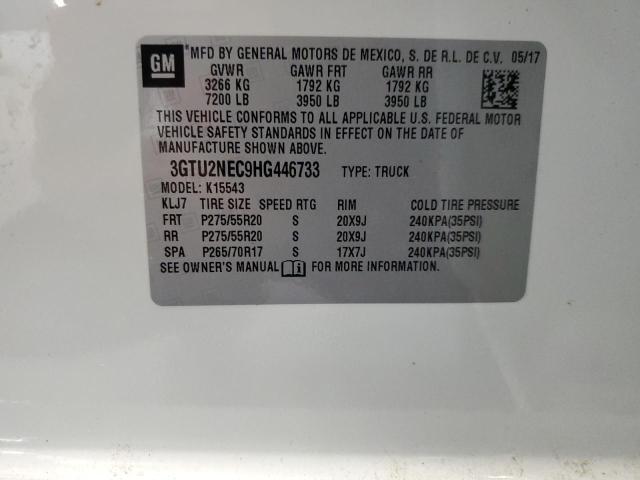 GM
*MFD BY GENERAL MOTORS DE MEXICO, S. DE R.L. DE C.V. 05/17
GVWR GAWR FRT GAWR RR
3266 KG 1792 KG 1792 KG
7200 LB 3950 LB 3950 LB
THIS VEHICLE CONFORMS TO ALL APPLICABLE U.S. FEDERAL MOTOR
VEHICLE SAFETY STANDARDS IN EFFECT ON THE DATE OF
MANUFACTURE SHOWN ABOVE.
3GTU2NEC9HG446733 TYPE: TRUCK
MODEL: K15543
KLJ7 TIRE SIZE SPEED RTG RIM COLD TIRE PRESSURE
FRT P275/55R20 S 20X9J 240KPA(35PSI)
RR P275/55R20 S 20X9J 240KPA(35PSI)
SPA P265/70R17 S 17X7J 240KPA(35PSI)
SEE OWNER'S MANUAL FOR MORE INFORMATION.